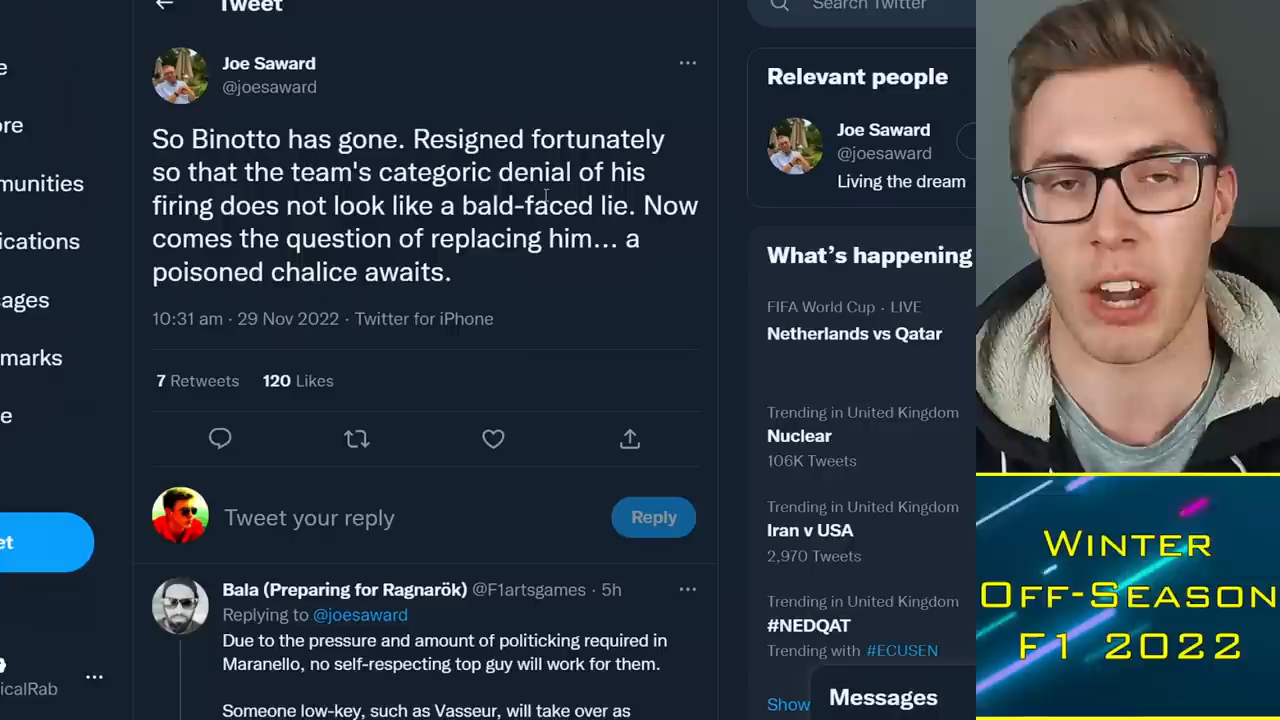 Tweet
Search Twitter
Joe Saward
@joesaward
So Binotto has gone. Resigned fortunately
so that the team's categoric denial of his
firing does not look like a bald-faced lie. Now
comes the question of replacing him... a
poisoned chalice awaits.
10:31 am · 29 Nov 2022 · Twitter for iPhone
7 Retweets 120 Likes
Tweet your reply
Reply
Bala (Preparing for Ragnarök) @F1artsgames · 5h
Replying to @joesaward
Due to the pressure and amount of politicking required in
Maranello, no self-respecting top guy will work for them.
Someone low-key, such as Vasseur, will take over as
e
ore
munities
ications
ages
marks
e
et
icalRab
Relevant people
Joe Saward
@joesaward
Living the dream
What's happening
FIFA World Cup · LIVE
Netherlands vs Qatar
Trending in United Kingdom
Nuclear
106K Tweets
Trending in United Kingdom
Iran v USA
2,970 Tweets
Trending in United Kingdom
#NEDQAT
Trending with #ECUSEN
Show
Messages
Winter
Off-Season
F1 2022